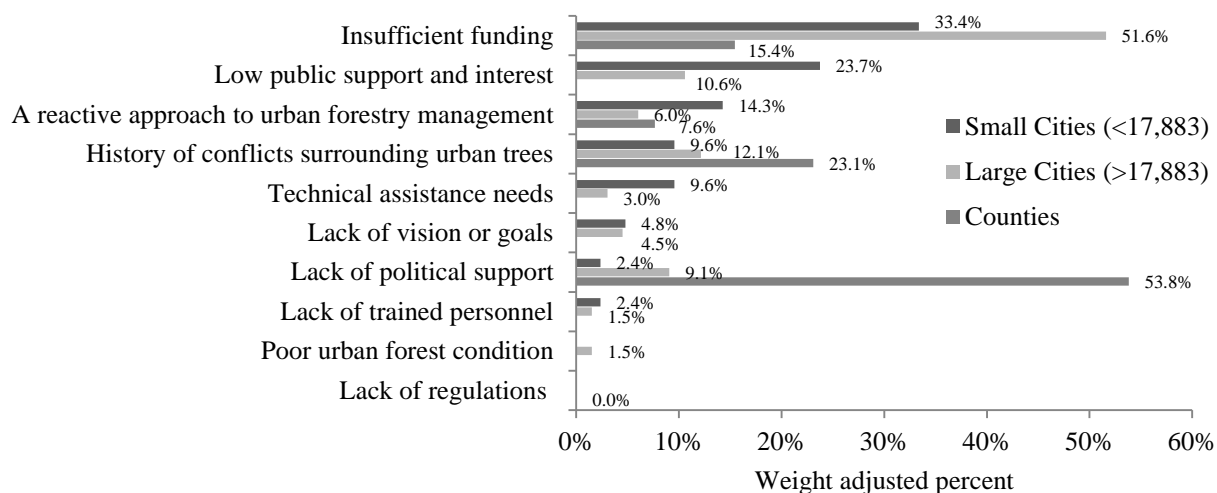 Insufficient funding
33.4%
51.6%
15.4%
Low public support and interest
23.7%
10.6%
A reactive approach to urban forestry management
14.3%
6.0%
7.6%
History of conflicts surrounding urban trees
9.6%
12.1%
23.1%
Technical assistance needs
9.6%
3.0%
Lack of vision or goals
4.8%
4.5%
Lack of political support
2.4%
9.1%
53.8%
Lack of trained personnel
2.4%
1.5%
Poor urban forest condition
1.5%
Lack of regulations
0.0%
Small Cities (<17,883)
Large Cities (>17,883)
Counties
0% 10% 20% 30% 40% 50% 60%
Weight adjusted percent